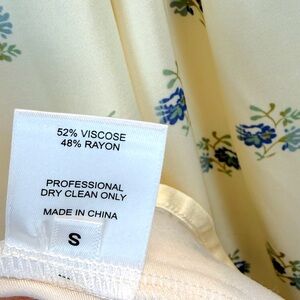 52% VISCOSE
48% RAYON
PROFESSIONAL
DRY CLEAN ONLY
MADE IN CHINA
S